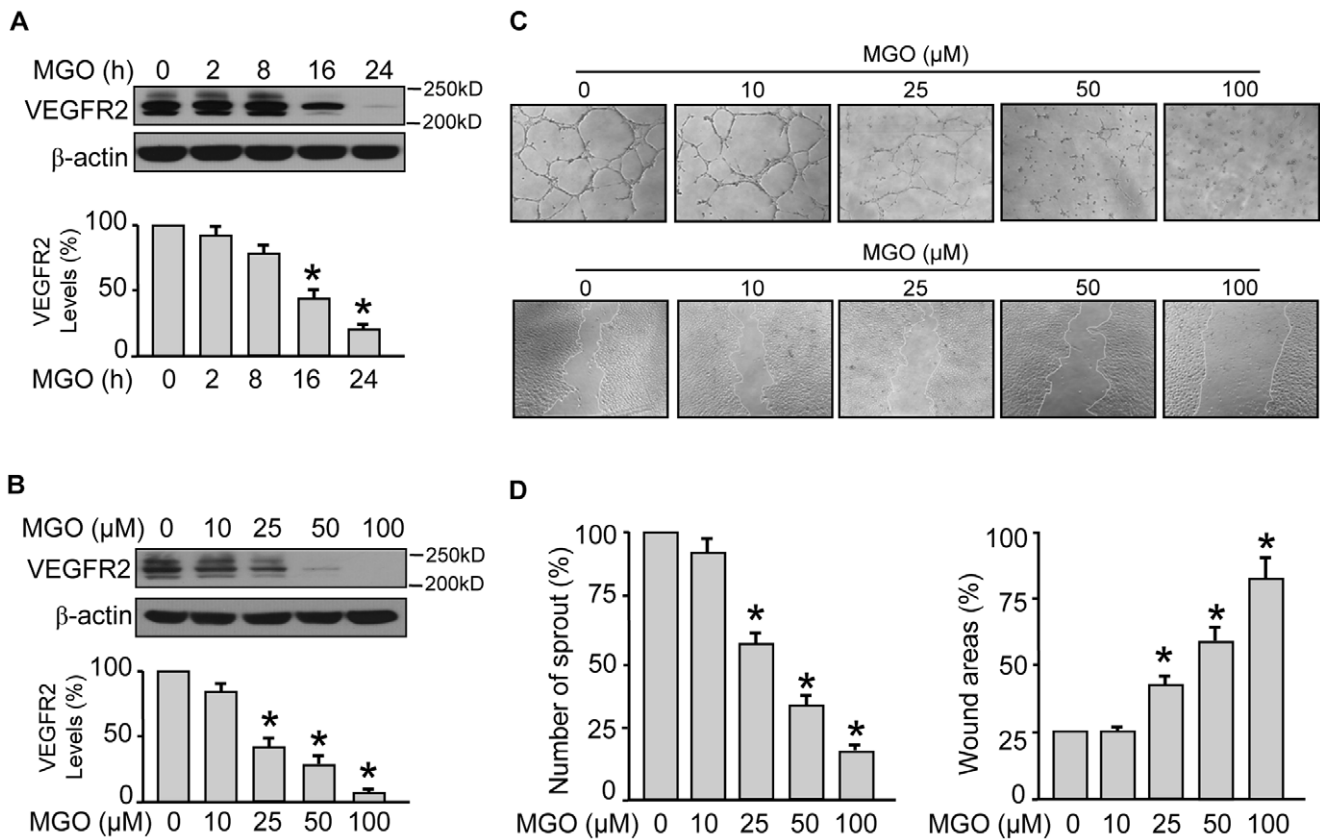 A
MGO (h) 0 2 8 16 24
VEGFR2
250kD
200kD
β-actin
VEGFR2
Levels (%)
100
50
0
*
*
MGO (h) 0 2 8 16 24
B
MGO (μM) 0 10 25 50 100
VEGFR2
250kD
200kD
β-actin
VEGFR2
Levels (%)
100
50
0
*
*
*
MGO (μM) 0 10 25 50 100
C
MGO (μM)
0 10 25 50 100
MGO (μM)
0 10 25 50 100
D
Number of sprout (%)
100
75
50
25
0
*
*
*
MGO (μM) 0 10 25 50 100
Wound areas (%)
100
75
50
25
0
*
*
*
MGO (μM) 0 10 25 50 100